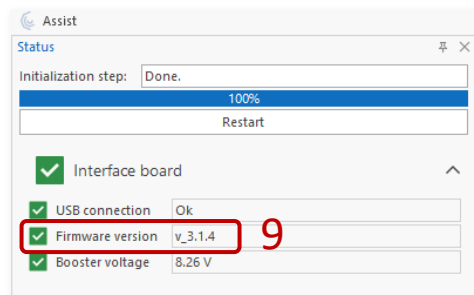 Assist
Status
Initialization step: Done.
100%
Restart
Interface board
USB connection Ok
Firmware version v_3.1.4 9
Booster voltage 8.26 V